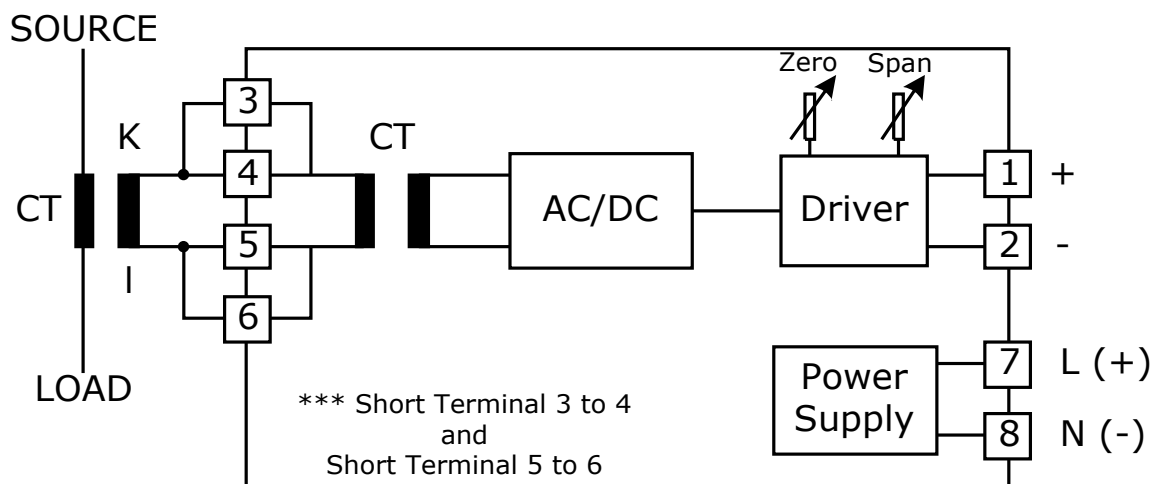 SOURCE
Zero
Span
3
K
CT
4
1
+
CT
AC/DC
Driver
5
2
-
I
6
7
L (+)
LOAD
Power
Supply
*** Short Terminal 3 to 4
and
Short Terminal 5 to 6
8
N (-)